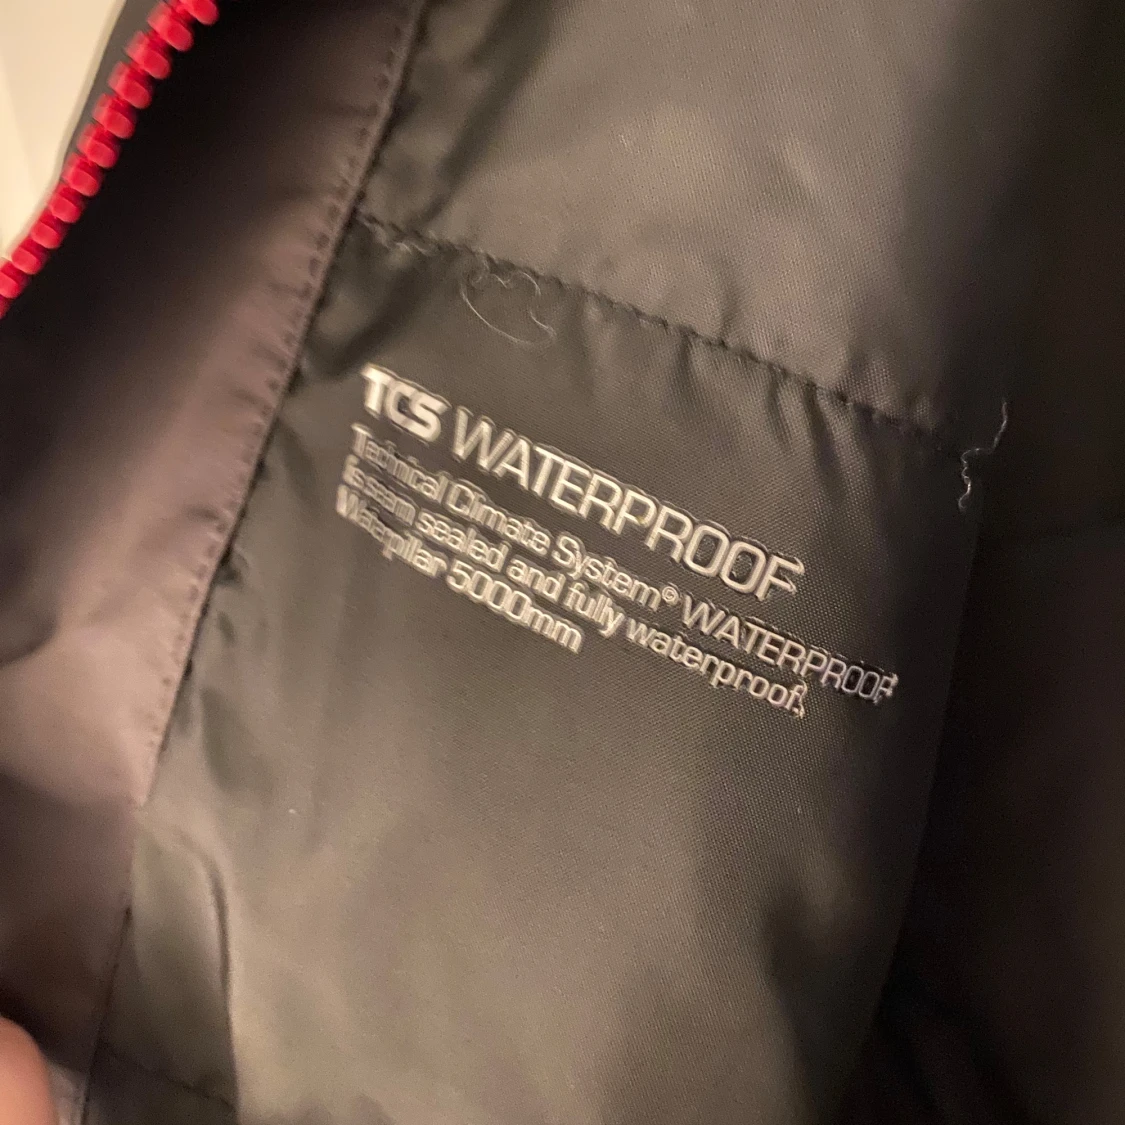 TCS WATERPROOF
Technical Climate System© WATERPROOF
is seam sealed and fully waterproof.
Waterpillar 5000mm